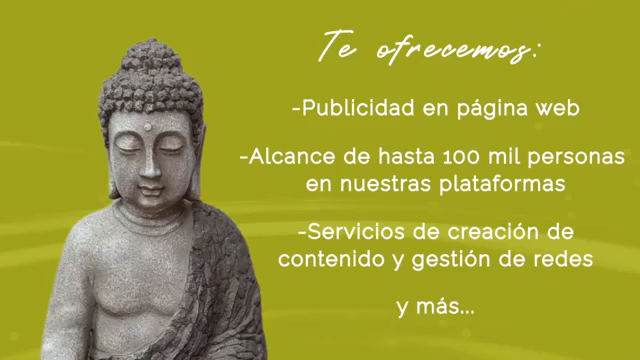 Te ofrecemos:
-Publicidad en página web
-Alcance de hasta 100 mil personas
en nuestras plataformas
-Servicios de creación de
contenido y gestión de redes
y más...